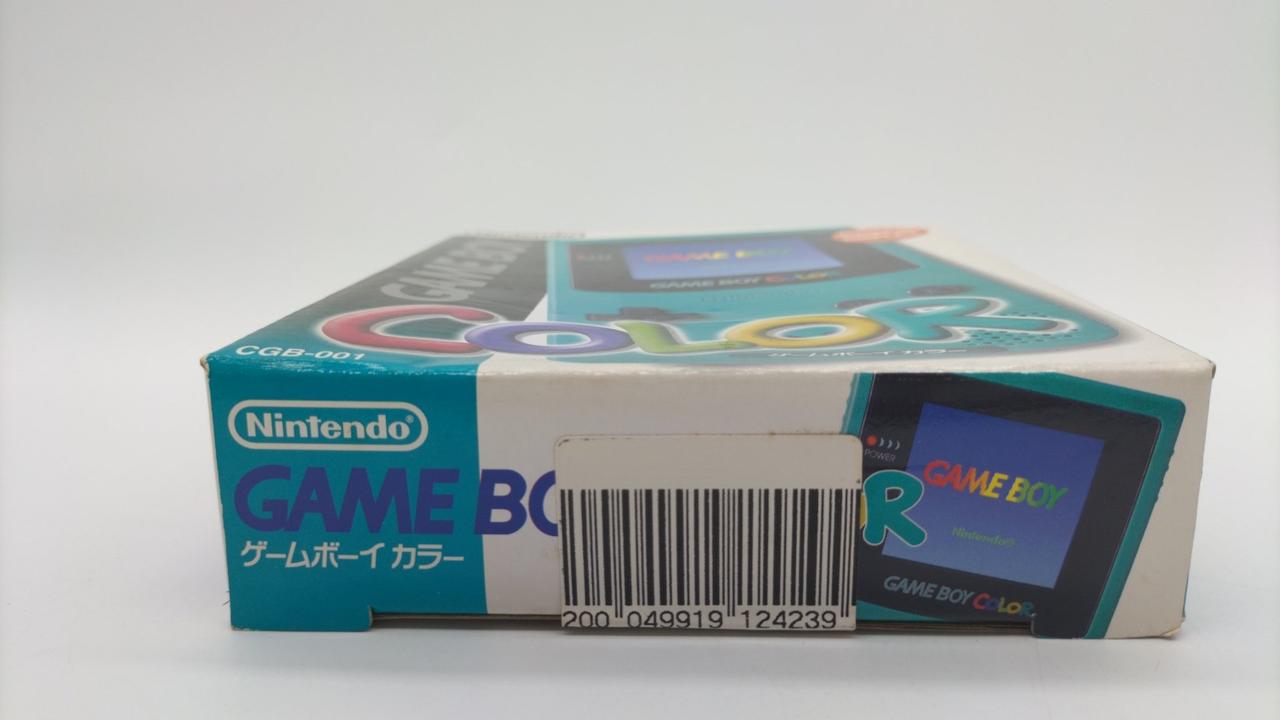 Nintendo
GAME BOY
GAME BOY
GAME BOY COLOR
COLOR
ゲームボーイカラー
CGB-001
Nintendo®
GAME BO
R
ゲームボーイ カラー
POWER
GAME BOY
Nintendo®
GAME BOY COLOR
200 049919 124239